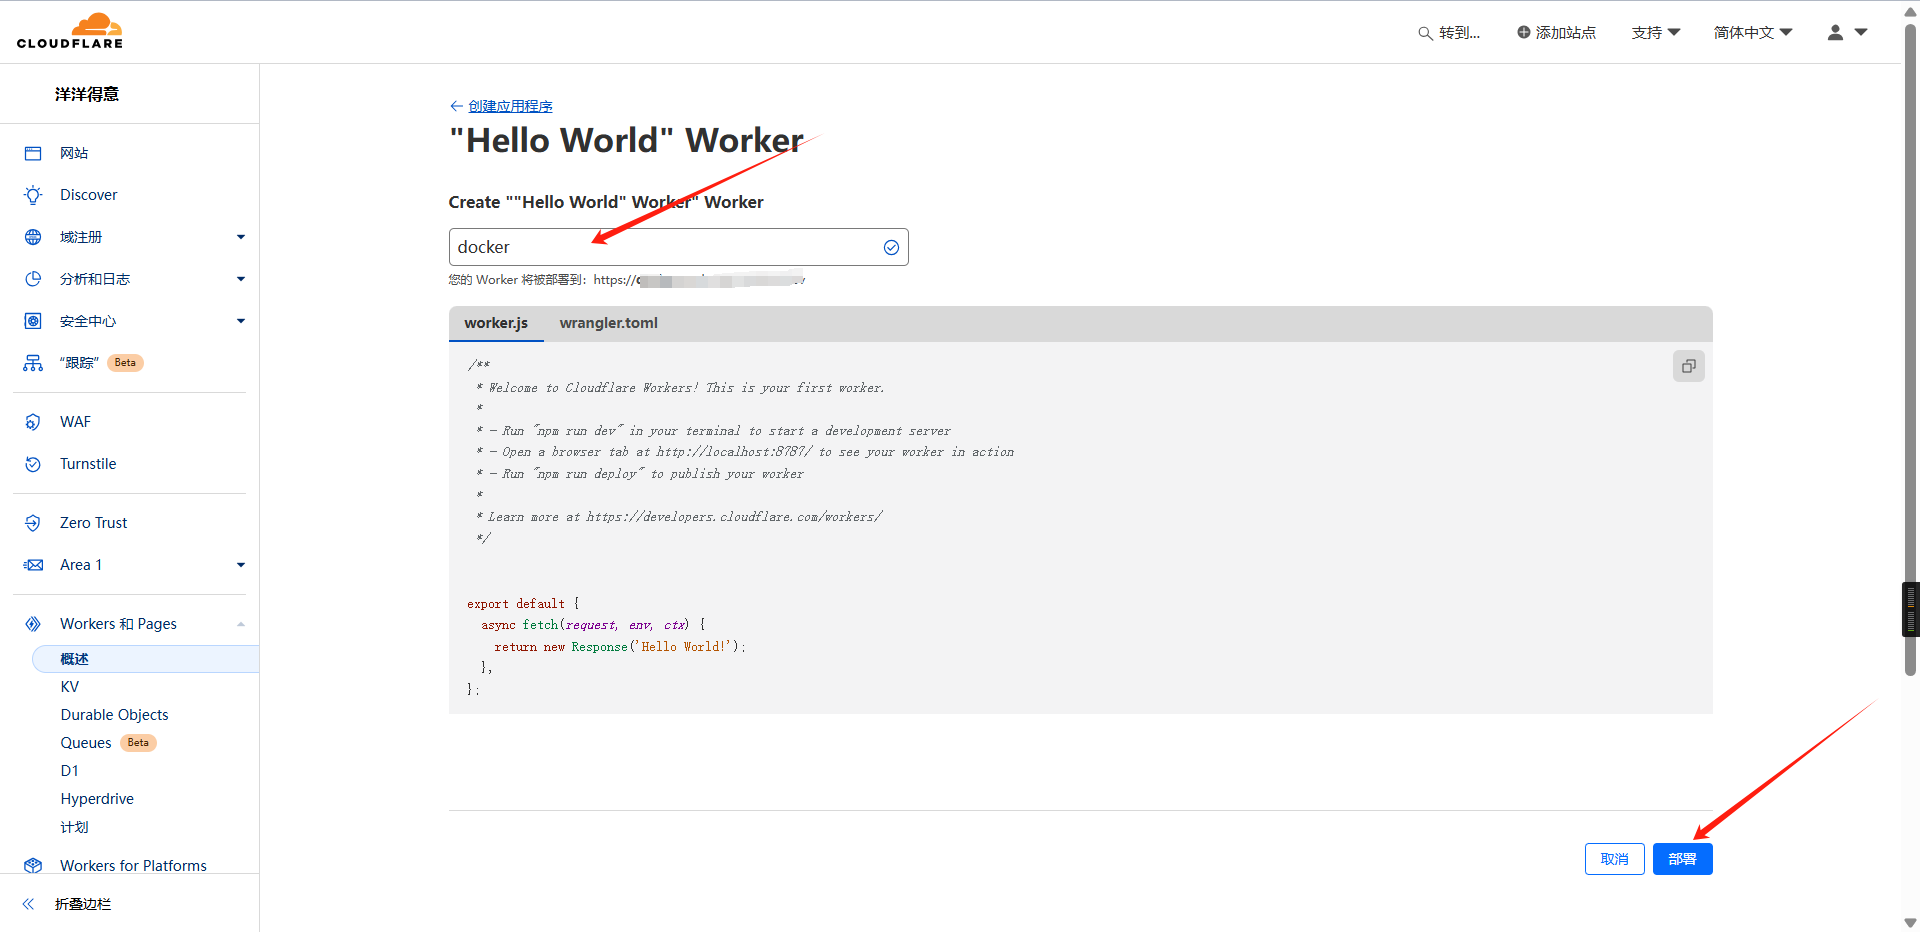 CLOUDFLARE
转到...
添加站点
支持
简体中文
洋洋得意
网站
Discover
域注册
分析和日志
安全中心
“跟踪” Beta
WAF
Turnstile
Zero Trust
Area 1
Workers 和 Pages
概述
KV
Durable Objects
Queues Beta
D1
Hyperdrive
计划
Workers for Platforms
折叠边栏
创建应用程序
"Hello World" Worker
Create ""Hello World" Worker" Worker
docker
您的 Worker 将被部署到：https://
worker.js wrangler.toml
/**
* Welcome to Cloudflare Workers! This is your first worker.
*
* - Run "npm run dev" in your terminal to start a development server
* - Open a browser tab at http://localhost:8787/ to see your worker in action
* - Run "npm run deploy" to publish your worker
*
* Learn more at https://developers.cloudflare.com/workers/
*/
export default {
async fetch(request, env, ctx) {
return new Response('Hello World!');
},
};
取消
部署